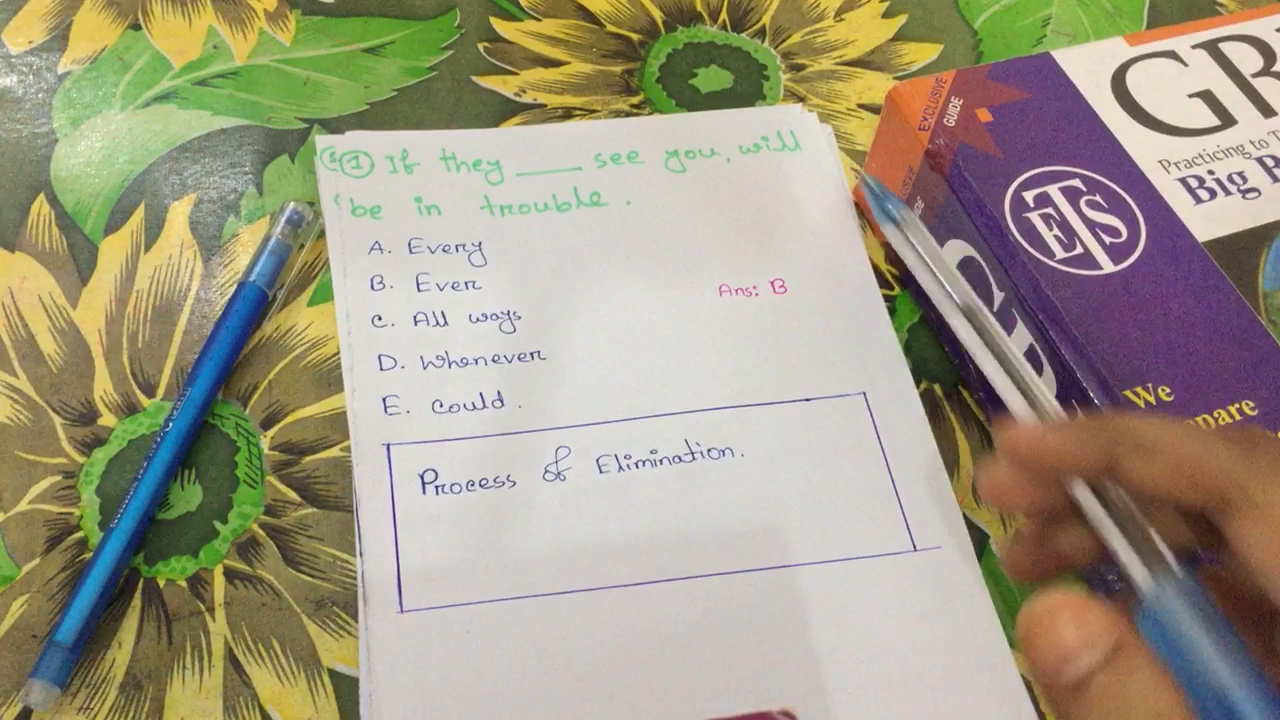 ① If they ___ see you, will
be in trouble.
A. Every
B. Ever
C. All ways
D. Whenever
E. Could.
Ans: B
Process of Elimination.
EXCLUSIVE
GUIDE
ETS
GR
Practicing to
Big
We